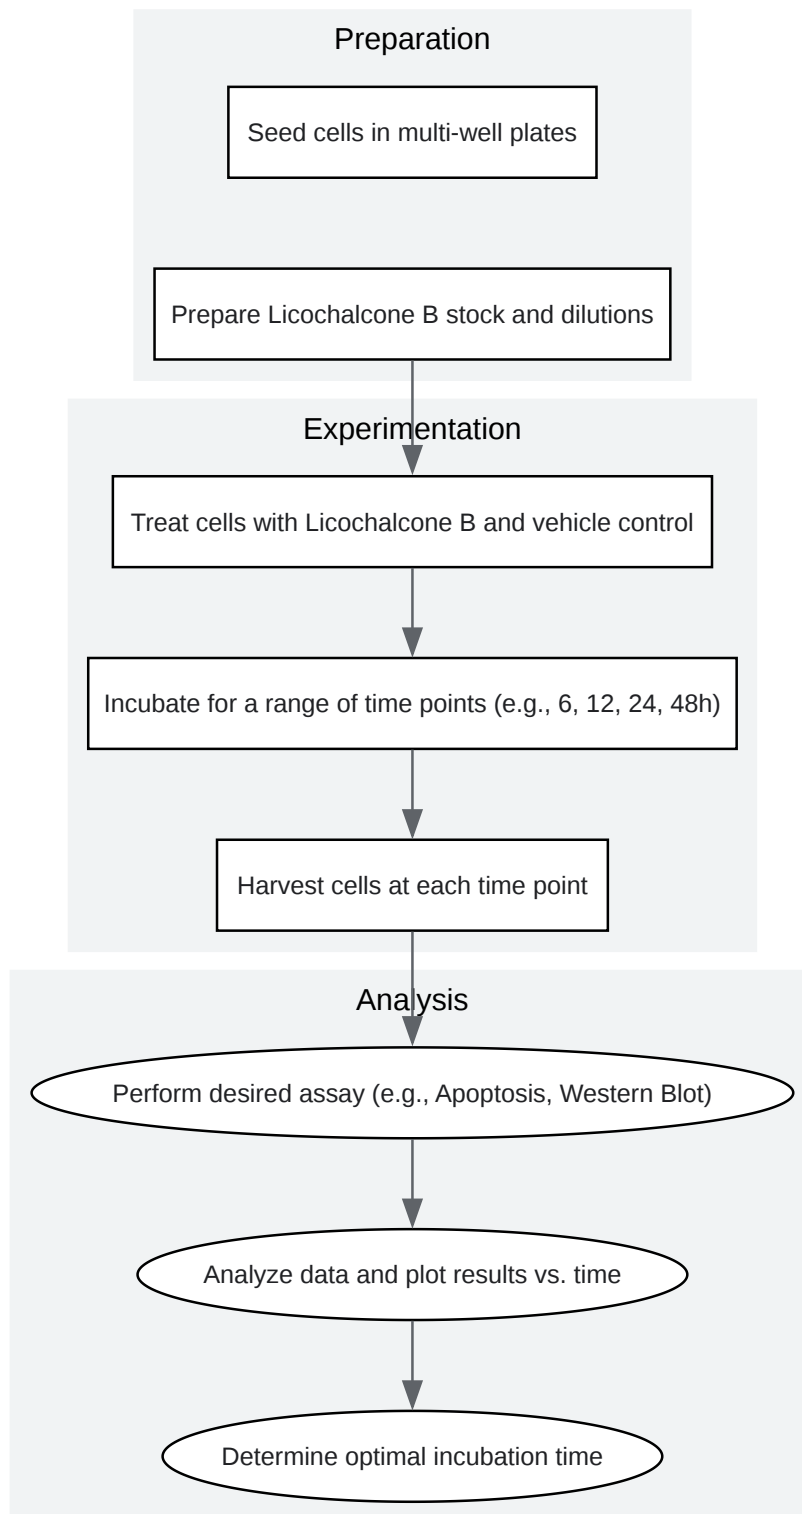 Preparation
Seed cells in multi-well plates
Prepare Licochalcone B stock and dilutions
Experimentation
Treat cells with Licochalcone B and vehicle control
Incubate for a range of time points (e.g., 6, 12, 24, 48h)
Harvest cells at each time point
Analysis
Perform desired assay (e.g., Apoptosis, Western Blot)
Analyze data and plot results vs. time
Determine optimal incubation time